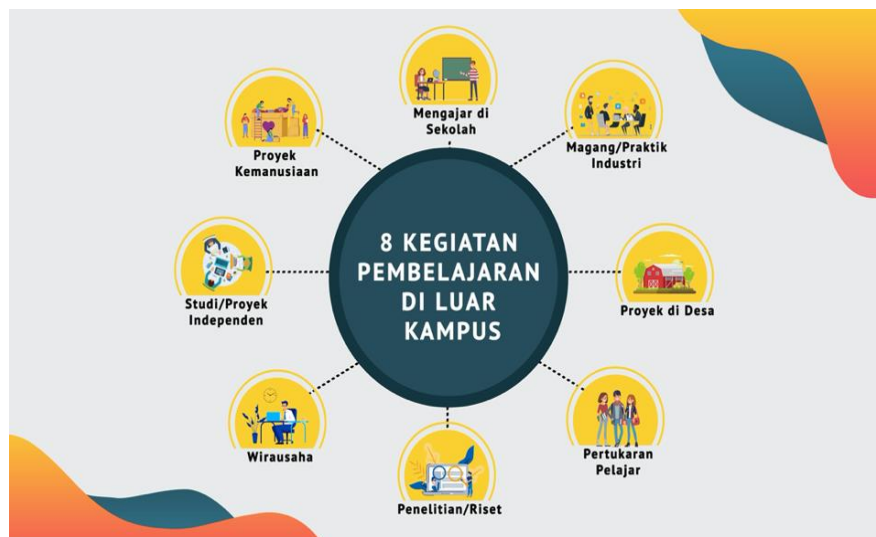 8 KEGIATAN
PEMBELAJARAN
DI LUAR
KAMPUS
Mengajar di
Sekolah
Magang/Praktik
Industri
Proyek di Desa
Pertukaran
Pelajar
Penelitian/Riset
Wirausaha
Studi/Proyek
Independen
Proyek
Kemanusiaan